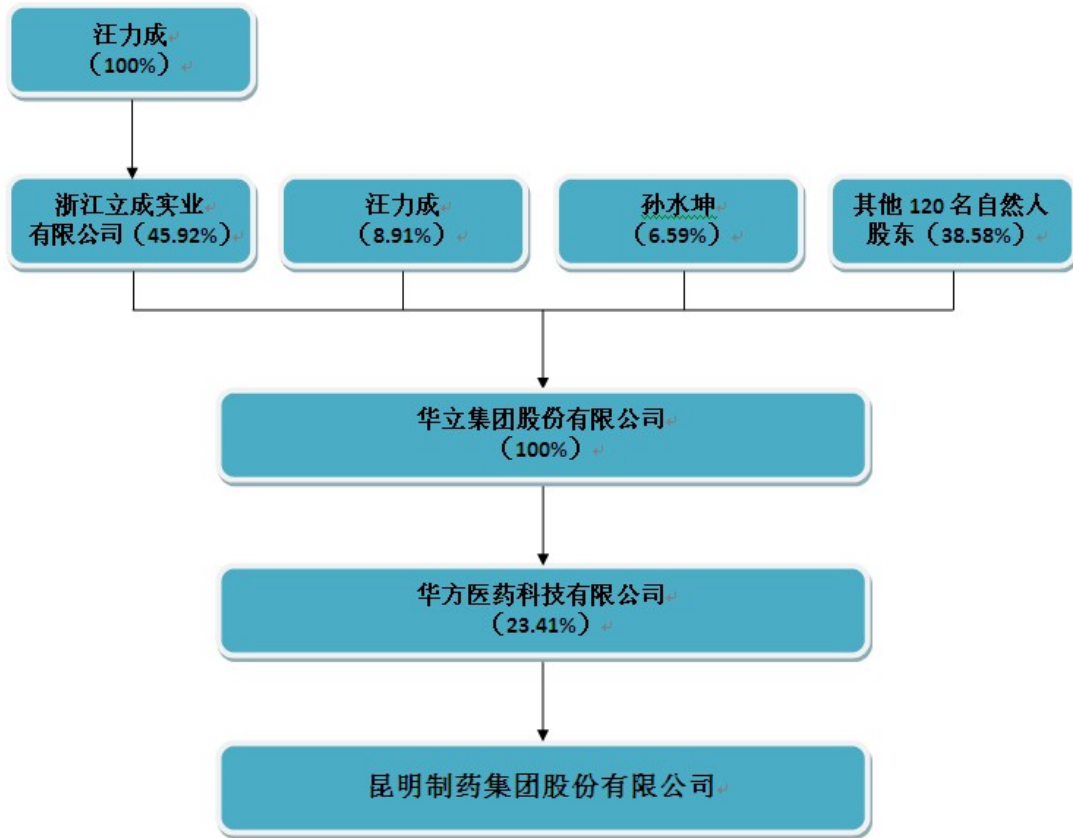 汪力成
（100%）
浙江立成实业
有限公司（45.92%）
汪力成
（8.91%）
孙水坤
（6.59%）
其他 120 名自然人
股东（38.58%）
华立集团股份有限公司
（100%）
华方医药科技有限公司
（23.41%）
昆明制药集团股份有限公司